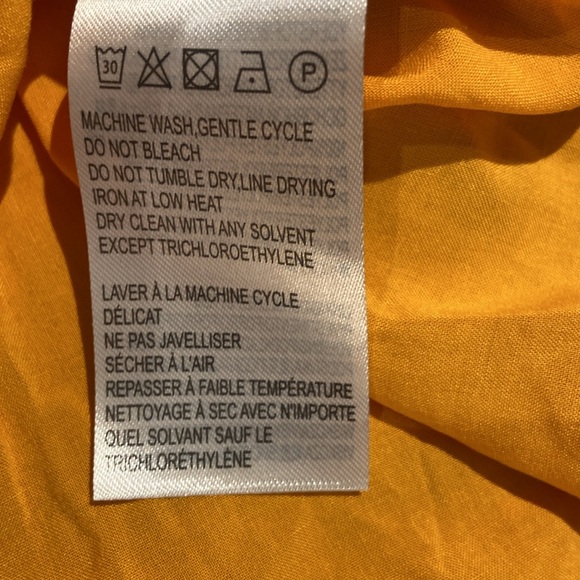 30 P
MACHINE WASH,GENTLE CYCLE
DO NOT BLEACH
DO NOT TUMBLE DRY,LINE DRYING
IRON AT LOW HEAT
DRY CLEAN WITH ANY SOLVENT
EXCEPT TRICHLOROETHYLENE
LAVER À LA MACHINE CYCLE
DÉLICAT
NE PAS JAVELLISER
SÉCHER À L'AIR
REPASSER À FAIBLE TEMPÉRATURE
NETTOYAGE À SEC AVEC N'IMPORTE
QUEL SOLVANT SAUF LE
TRICHLORÉTHYLÈNE